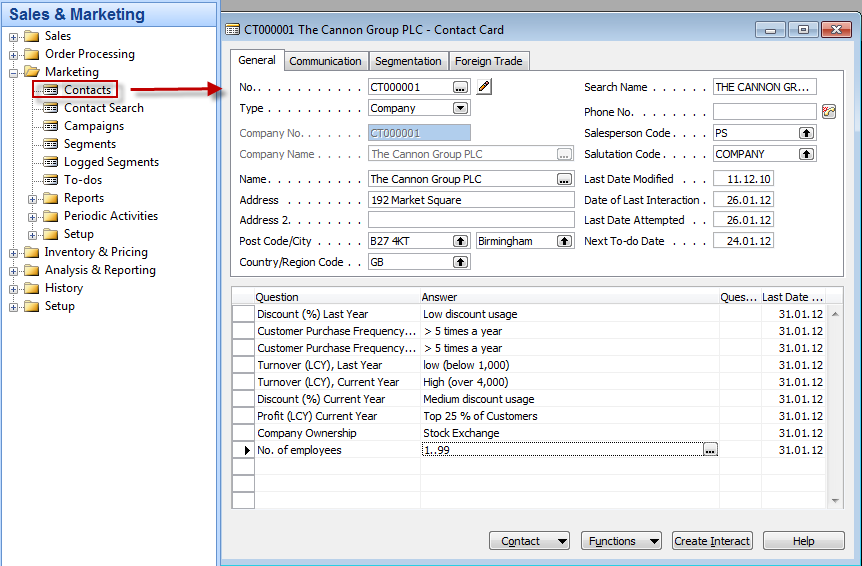 Sales & Marketing
Sales
Order Processing
Marketing
Contacts
Contact Search
Campaigns
Segments
Logged Segments
To-dos
Reports
Periodic Activities
Setup
Inventory & Pricing
Analysis & Reporting
History
Setup
CT000001 The Cannon Group PLC - Contact Card
General Communication Segmentation Foreign Trade
No. . . . . . . . . . . CT000001 ... Search Name . . . . . . THE CANNON GR...
Type . . . . . . . . . . Company Phone No. . . . . . . . .
Company No. . . . . . . CT000001 Salesperson Code . . . . PS
Company Name . . . . . The Cannon Group PLC ... Salutation Code . . . . . COMPANY
Name. . . . . . . . . . The Cannon Group PLC ... Last Date Modified . . . 11.12.10
Address . . . . . . . . 192 Market Square Date of Last Interaction . 26.01.12
Address 2. . . . . . . . Last Date Attempted . . 26.01.12
Post Code/City . . . . . B27 4KT Birmingham Next To-do Date . . . . 24.01.12
Country/Region Code . . GB
Question Answer Ques... Last Date ...
Discount (%) Last Year Low discount usage 31.01.12
Customer Purchase Frequency... > 5 times a year 31.01.12
Customer Purchase Frequency... > 5 times a year 31.01.12
Turnover (LCY), Last Year low (below 1,000) 31.01.12
Turnover (LCY), Current Year High (over 4,000) 31.01.12
Discount (%) Current Year Medium discount usage 31.01.12
Profit (LCY) Current Year Top 25 % of Customers 31.01.12
Company Ownership Stock Exchange 31.01.12
No. of employees 1..99 ... 31.01.12
Contact Functions Create Interact Help